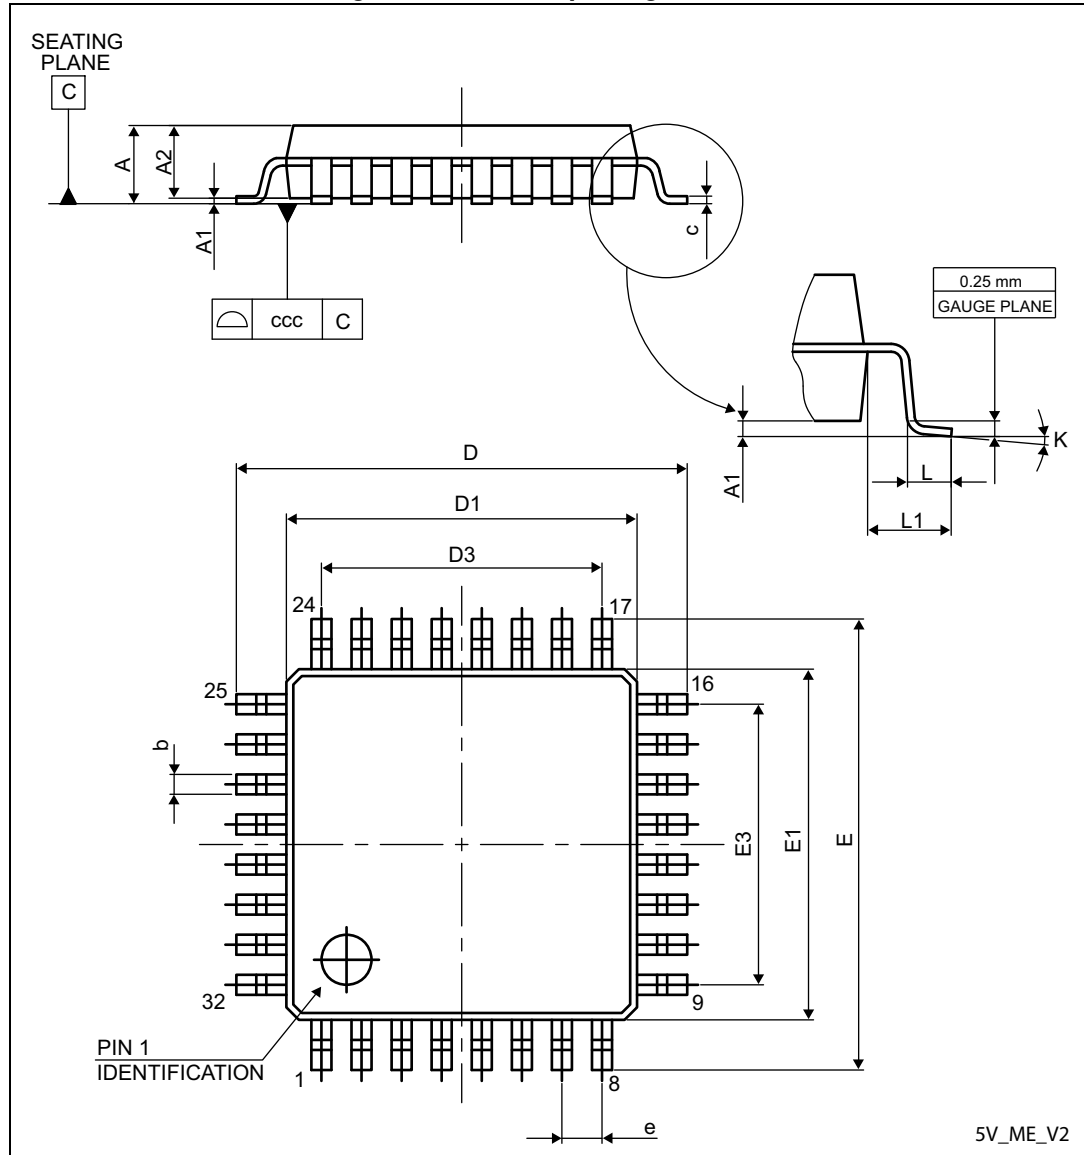 SEATING
PLANE
C
A
A2
A1
c
ccc C
0.25 mm
GAUGE PLANE
A1
K
L
L1
D
D1
D3
24
17
25
16
b
E3
E1
E
32
9
PIN 1
IDENTIFICATION
1
8
e
5V_ME_V2